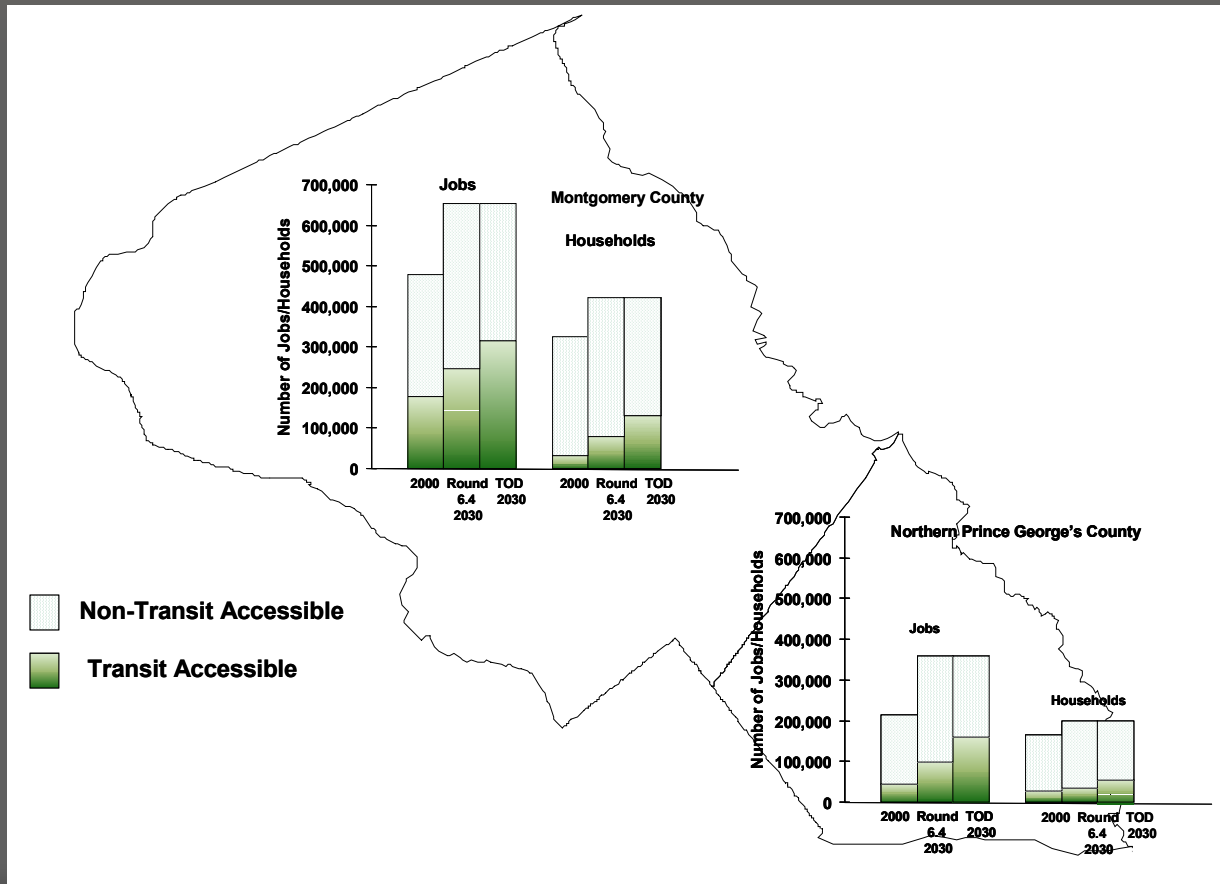 Jobs
Montgomery County
Households
Number of Jobs/Households
700,000
600,000
500,000
400,000
300,000
200,000
100,000
0
2000 Round TOD
6.4 2030
2030
2000 Round TOD
6.4 2030
2030
Non-Transit Accessible
Transit Accessible
Northern Prince George's County
Jobs
Households
Number of Jobs/Households
700,000
600,000
500,000
400,000
300,000
200,000
100,000
0
2000 Round TOD
6.4 2030
2030
2000 Round TOD
6.4 2030
2030